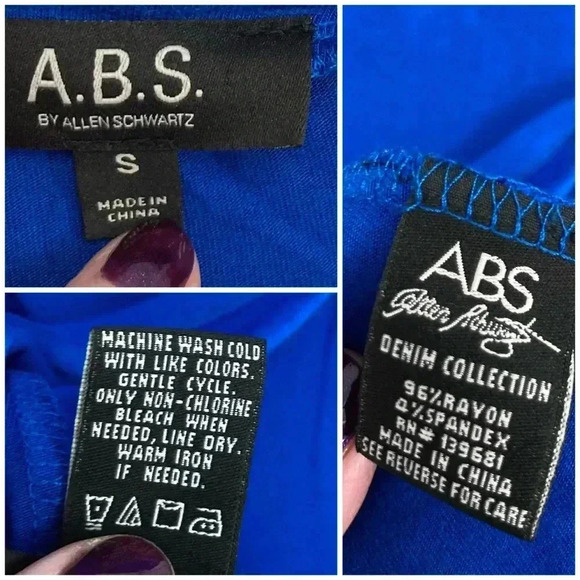 A.B.S.
BY ALLEN SCHWARTZ
S
MADE IN
CHINA
MACHINE WASH COLD
WITH LIKE COLORS.
GENTLE CYCLE.
ONLY NON-CHLORINE
BLEACH WHEN
NEEDED, LINE DRY.
WARM IRON
IF NEEDED.
ABS
Allen Schwartz
DENIM COLLECTION
96%RAYON
4%SPANDEX
RN# 139681
MADE IN CHINA
SEE REVERSE FOR CARE